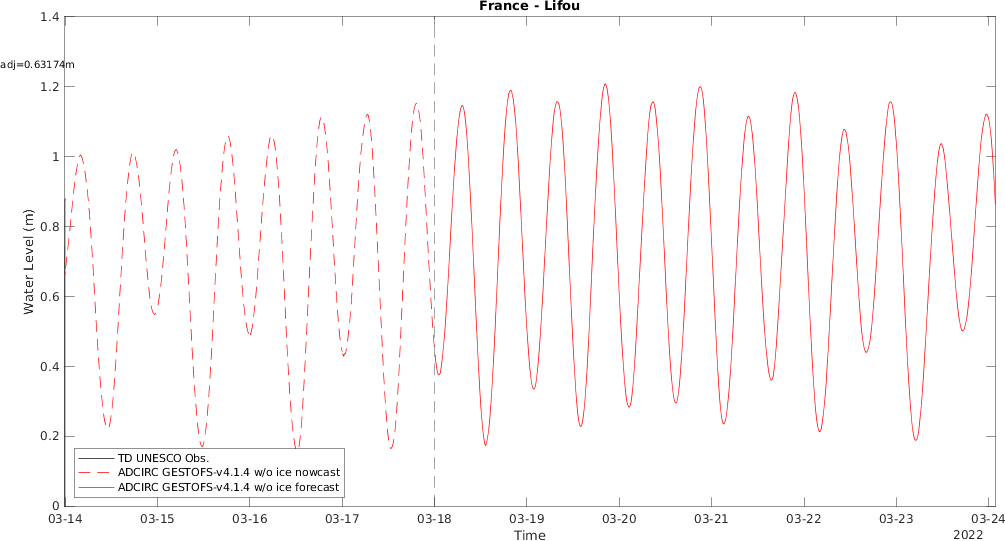 France - Lifou
adj=0.63174m
1.4
1.2
1
0.8
0.6
0.4
0.2
0
Water Level (m)
TD UNESCO Obs.
ADCIRC GESTOFS-v4.1.4 w/o ice nowcast
ADCIRC GESTOFS-v4.1.4 w/o ice forecast
03-14 03-15 03-16 03-17 03-18 03-19 03-20 03-21 03-22 03-23 03-24
Time
2022